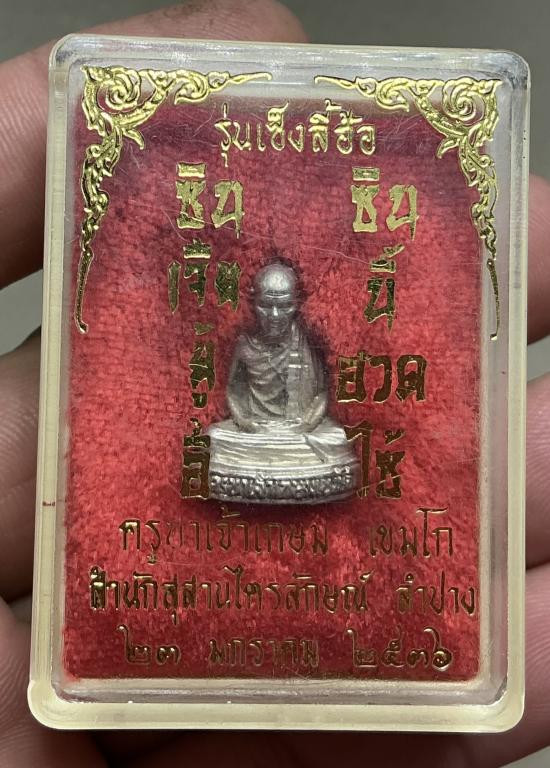 รุ่นเฮ็งลี้ฮ้อ
ซิน ซิน
เจีย นี้
ยู้ ฮวด
อี้ ไช้
ครูบาเจ้าเกษม เขมโก
สำนักสุสานไตรลักษณ์ ลำปาง
๒๓ มกราคม ๒๕๓๖